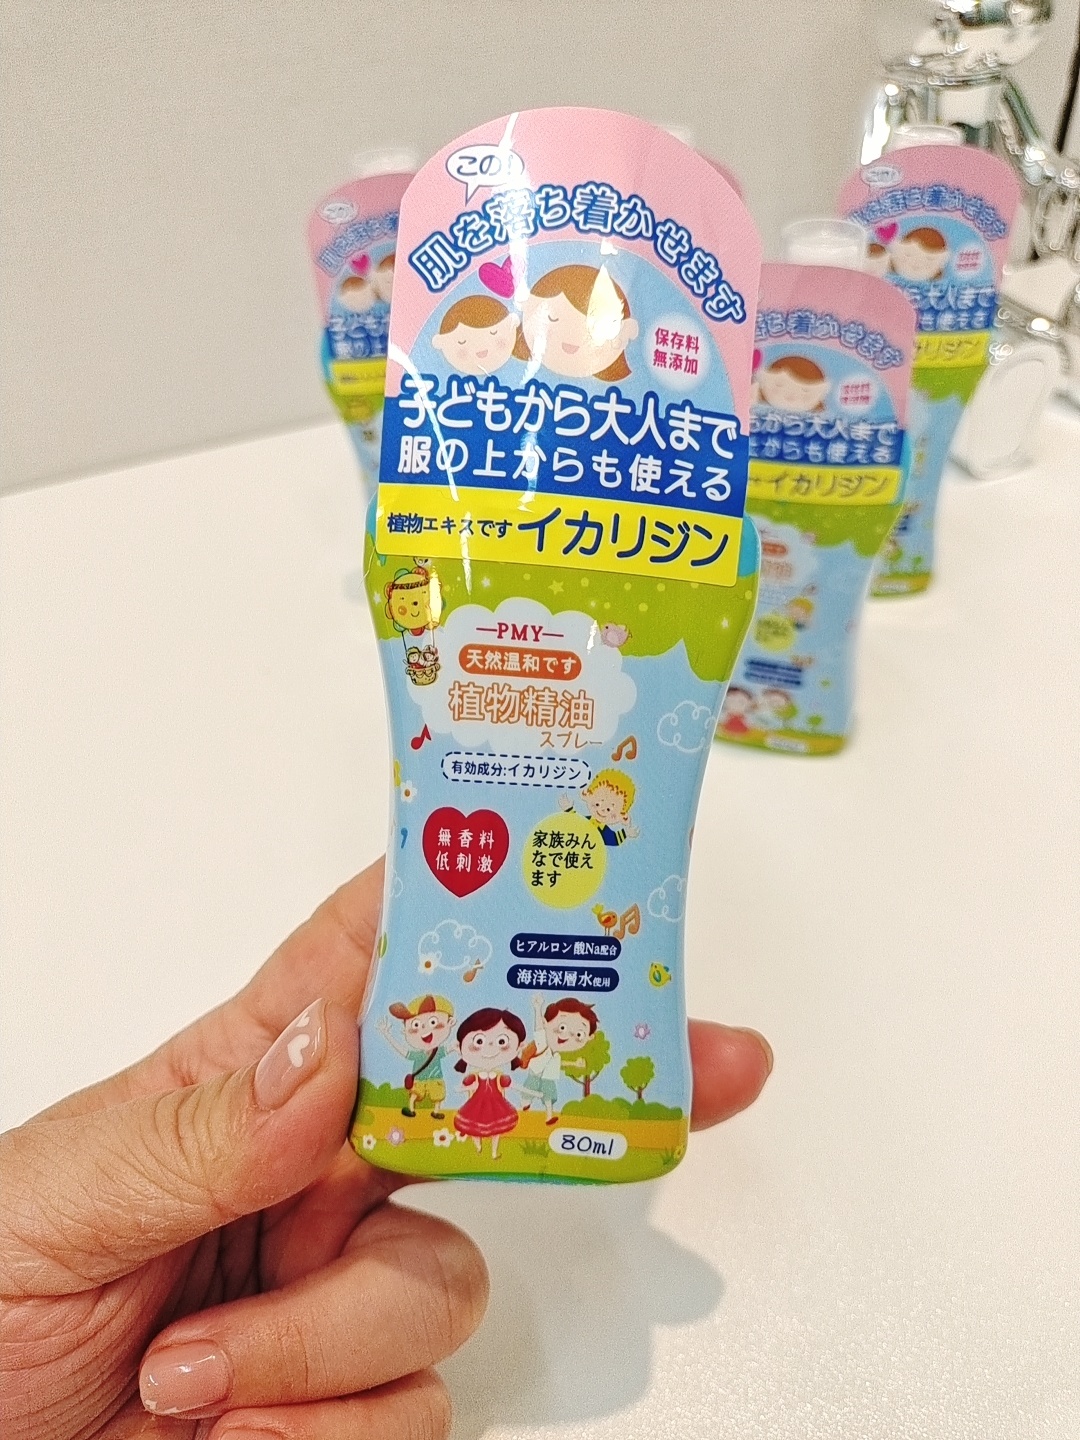 この!
肌を落ち着かせます
保存料
無添加
子どもから大人まで
服の上からも使える
植物エキスです イカリジン
PMY
天然温和です
植物精油
スプレー
有効成分:イカリジン
無香料
低刺激
家族みん
なで使え
ます
ヒアルロン酸Na配合
海洋深層水使用
80ml